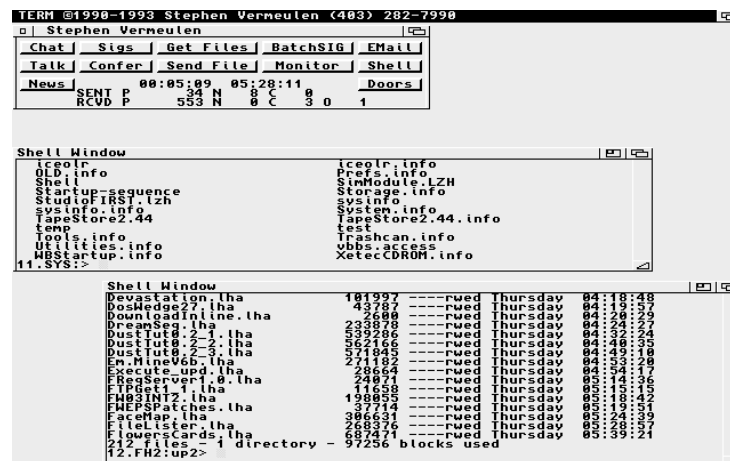 TERM ©1990-1993 Stephen Vermeulen (403) 282-7990
Stephen Vermeulen
Chat Sigs Get Files BatchSIG EMail
Talk Confer Send File Monitor Shell
News 00:05:09 05:28:11 Doors
SENT P 34 N 8 C 0
RCVD P 553 N 0 C 3 O 1
Shell Window
iceolr iceolr.info
OLD.info Prefs.info
Shell SimModule.LZH
Startup-sequence Storage.info
StudioFIRST.lzh sysinfo
sysinfo.info System.info
TapeStore2.44 TapeStore2.44.info
temp test
Tools.info Trashcan.info
Utilities.info vbbs.access
WBStartup.info XetecCDROM.info
11.SYS:>
Shell Window
Devastation.lha 101997 ----rwed Thursday 04:18:48
DosWedge27.lha 43787 ----rwed Thursday 04:19:57
DownloadInline.lha 2600 ----rwed Thursday 04:20:29
DreamSeq.lha 233878 ----rwed Thursday 04:24:27
DustTut0.2_1.lha 539286 ----rwed Thursday 04:32:24
DustTut0.2_2.lha 562166 ----rwed Thursday 04:40:35
DustTut0.2_3.lha 571845 ----rwed Thursday 04:49:10
Em.MineV6b.lha 271182 ----rwed Thursday 04:53:20
Execute_upd.lha 28664 ----rwed Thursday 04:54:17
FReqServer1.0.lha 24071 ----rwed Thursday 05:14:36
FTPGet1_1.lha 11658 ----rwed Thursday 05:15:15
FW03INT2.lha 198055 ----rwed Thursday 05:18:42
FWEPSPatches.lha 37714 ----rwed Thursday 05:19:51
FaceMap.lha 306631 ----rwed Thursday 05:24:39
FileLister.lha 268376 ----rwed Thursday 05:28:57
FlowersCards.lha 687471 ----rwed Thursday 05:39:21
212 files - 1 directory - 97256 blocks used
12.FH2:up2>